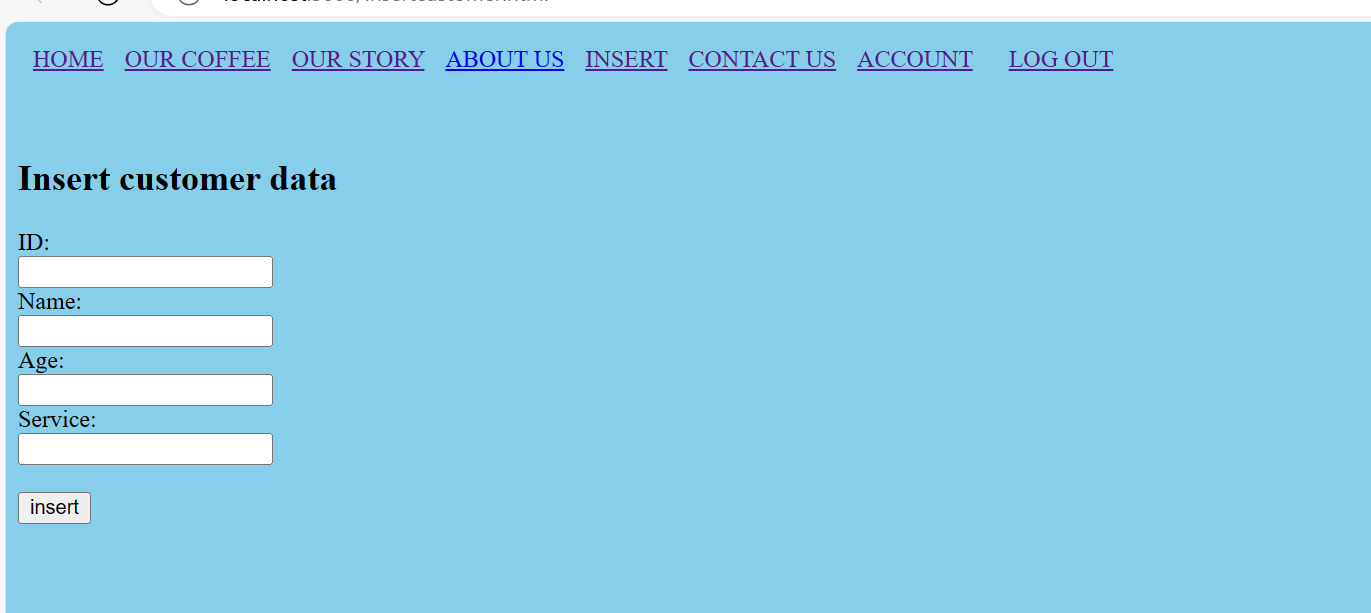 HOME OUR COFFEE OUR STORY ABOUT US INSERT CONTACT US ACCOUNT LOG OUT
Insert customer data
ID:
Name:
Age:
Service:
insert